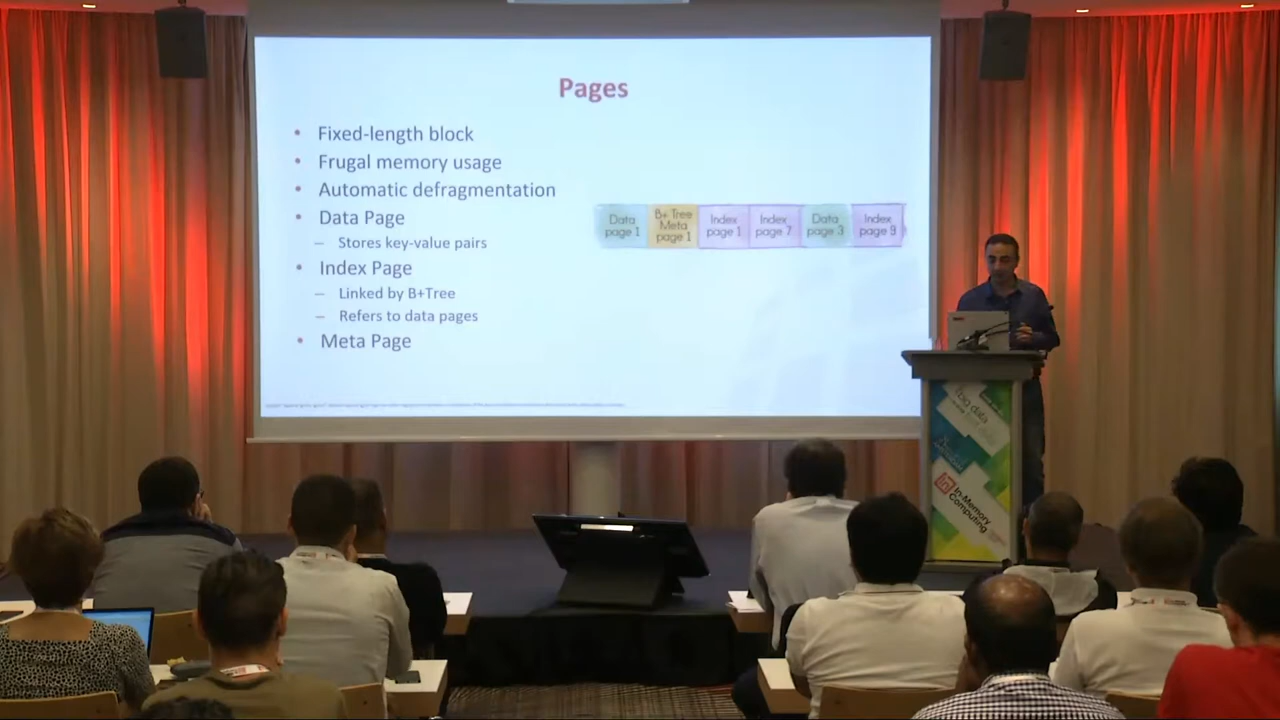 Pages
• Fixed-length block
• Frugal memory usage
• Automatic defragmentation
• Data Page
– Stores key-value pairs
• Index Page
– Linked by B+Tree
– Refers to data pages
• Meta Page
Data
page 1
B+ Tree
Meta
page 1
Index
page 1
Index
page 7
Data
page 3
Index
page 9
big data
In-Memory
Computing